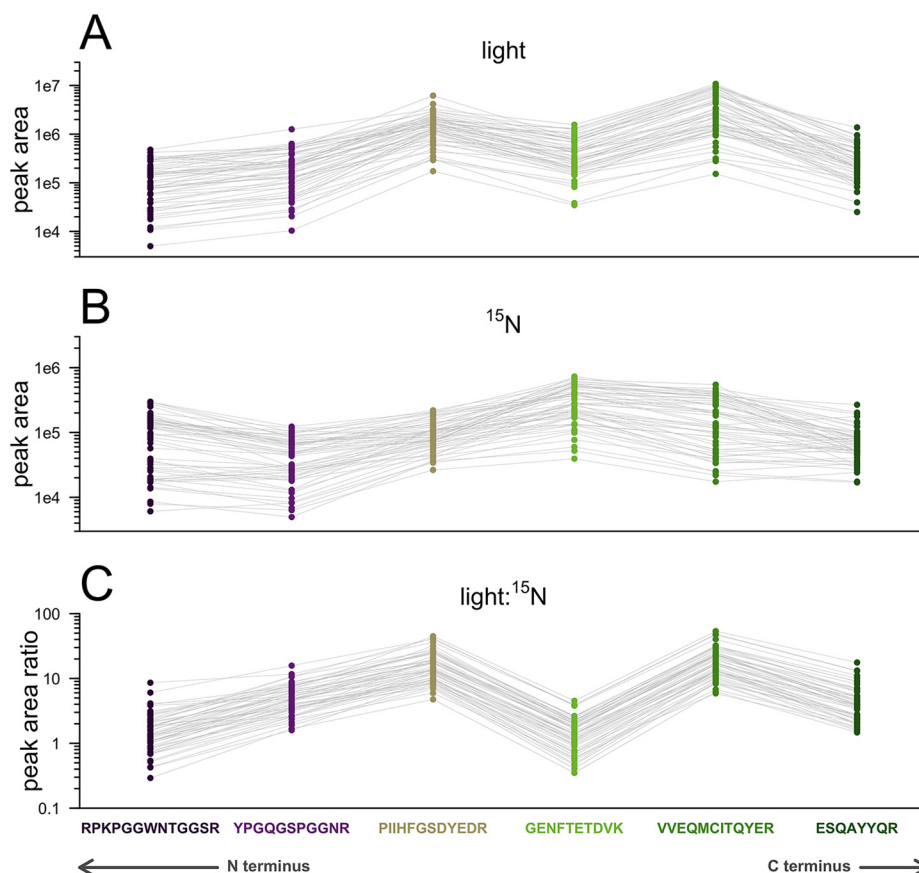 A
light
peak area
1e7
1e6
1e5
1e4
B
¹⁵N
peak area
1e6
1e5
1e4
C
light:¹⁵N
peak area ratio
100
10
1
0.1
RPKPGGWNTGGSR YPGQGSPGGNR PIIHFGSDYEDR GENFTETDVK VVEQMCITQYER ESQAYYQR
N terminus C terminus